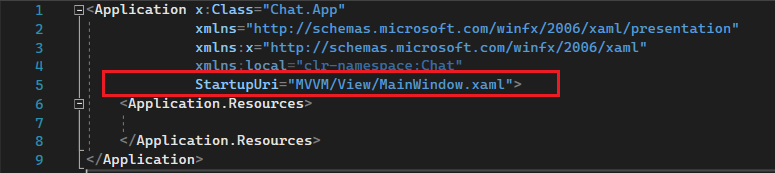 1 <Application x:Class="Chat.App"
2 xmlns="http://schemas.microsoft.com/winfx/2006/xaml/presentation"
3 xmlns:x="http://schemas.microsoft.com/winfx/2006/xaml"
4 xmlns:local="clr-namespace:Chat"
5 StartupUri="MVVM/View/MainWindow.xaml">
6 <Application.Resources>
7
8 </Application.Resources>
9 </Application>